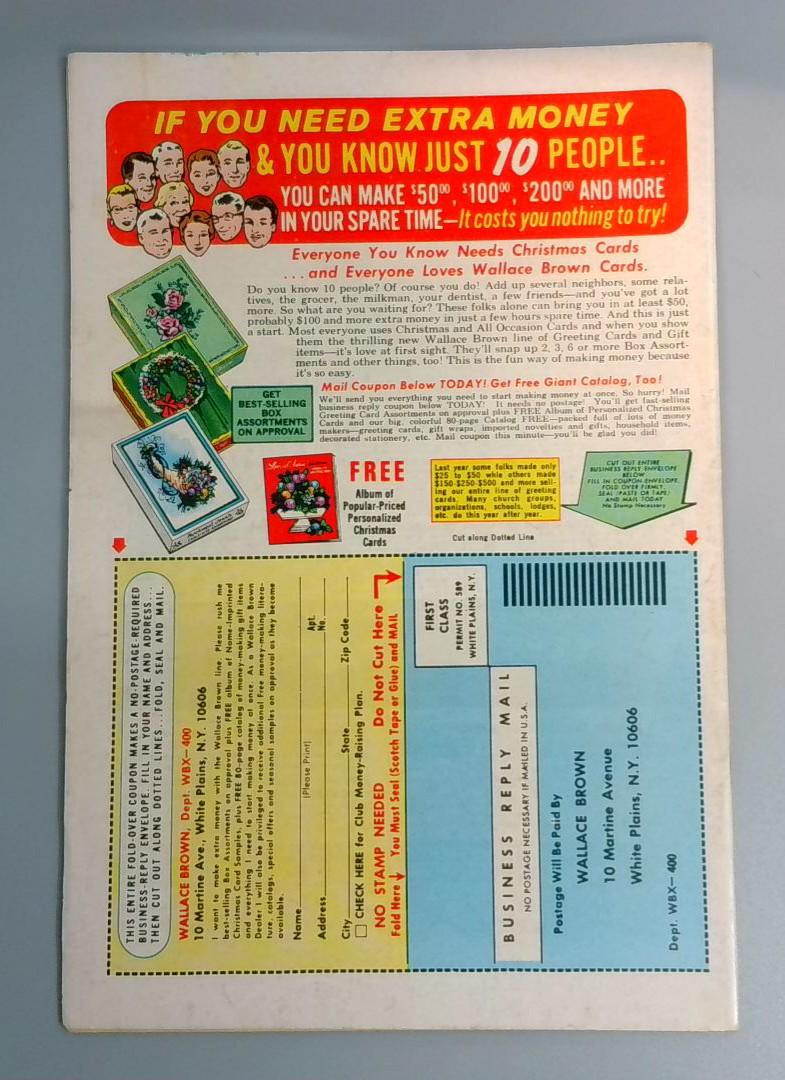 IF YOU NEED EXTRA MONEY
& YOU KNOW JUST 10 PEOPLE..
YOU CAN MAKE $50⁰⁰, $100⁰⁰, $200⁰⁰ AND MORE
IN YOUR SPARE TIME—It costs you nothing to try!
Everyone You Know Needs Christmas Cards
...and Everyone Loves Wallace Brown Cards.
Do you know 10 people? Of course you do! Add up several neighbors, some rela-
tives, the grocer, the milkman, your dentist, a few friends—and you've got a lot
more. So what are you waiting for? These folks alone can bring you in at least $50,
probably $100 and more extra money in just a few hours spare time. And this is just
a start. Most everyone uses Christmas and All Occasion Cards and when you show
them the thrilling new Wallace Brown line of Greeting Cards and Gift
items—it's love at first sight. They'll snap up 2, 3, 6 or more Box Assort-
ments and other things, too! This is the fun way of making money because
it's so easy.
GET
BEST-SELLING
BOX
ASSORTMENTS
ON APPROVAL
Mail Coupon Below TODAY! Get Free Giant Catalog, Too!
We'll send you everything you need to start making money at once. So hurry! Mail
business reply coupon below TODAY! It needs no postage! You'll get fast-selling
Greeting Card Assortments on approval plus FREE Album of Personalized Christmas
Cards and our big, colorful 80-page Catalog FREE—packed full of lots of money
makers—greeting cards, gift wraps, imported novelties and gifts, household items,
decorated stationery, etc. Mail coupon this minute—you'll be glad you did!
FREE
Album of
Popular-Priced
Personalized
Christmas
Cards
Last year some folks made only
$25 to $50 while others made
$150-$250-$500 and more sell-
ing our entire line of greeting
cards. Many church groups,
organizations, schools, lodges,
etc. do this year after year.
CUT OUT ENTIRE
BUSINESS REPLY ENVELOPE
BELOW
FILL IN COUPON-ENVELOPE,
FOLD OVER FIRMLY,
SEAL (PASTE OR TAPE)
AND MAIL TODAY
No Stamp Necessary
Cut along Dotted Line
THIS ENTIRE FOLD-OVER COUPON MAKES A NO-POSTAGE-REQUIRED
BUSINESS-REPLY ENVELOPE. FILL IN YOUR NAME AND ADDRESS...
THEN CUT OUT ALONG DOTTED LINES...FOLD, SEAL AND MAIL.
WALLACE BROWN, Dept. WBX—400
10 Martine Ave., White Plains, N.Y. 10606
I want to make extra money with the Wallace Brown line. Please rush me
best-selling Box Assortments on approval plus FREE album of Name-Imprinted
Christmas Card Samples, plus FREE 80-page catalog of money-making gift items
and everything I need to start making money at once. As a Wallace Brown
Dealer I will also be privileged to receive additional Free money-making litera-
ture, catalogs, special offers and seasonal samples on approval as they become
available.
Name
(Please Print)
Address
Apt.
No.
City
State
Zip Code
CHECK HERE for Club Money-Raising Plan.
NO STAMP NEEDED Do Not Cut Here
Fold Here You Must Seal (Scotch Tape or Glue) and MAIL
FIRST
CLASS
PERMIT NO. 589
WHITE PLAINS, N.Y.
BUSINESS REPLY MAIL
NO POSTAGE NECESSARY IF MAILED IN U.S.A.
Postage Will Be Paid By
WALLACE BROWN
10 Martine Avenue
White Plains, N.Y. 10606
Dept. WBX—400